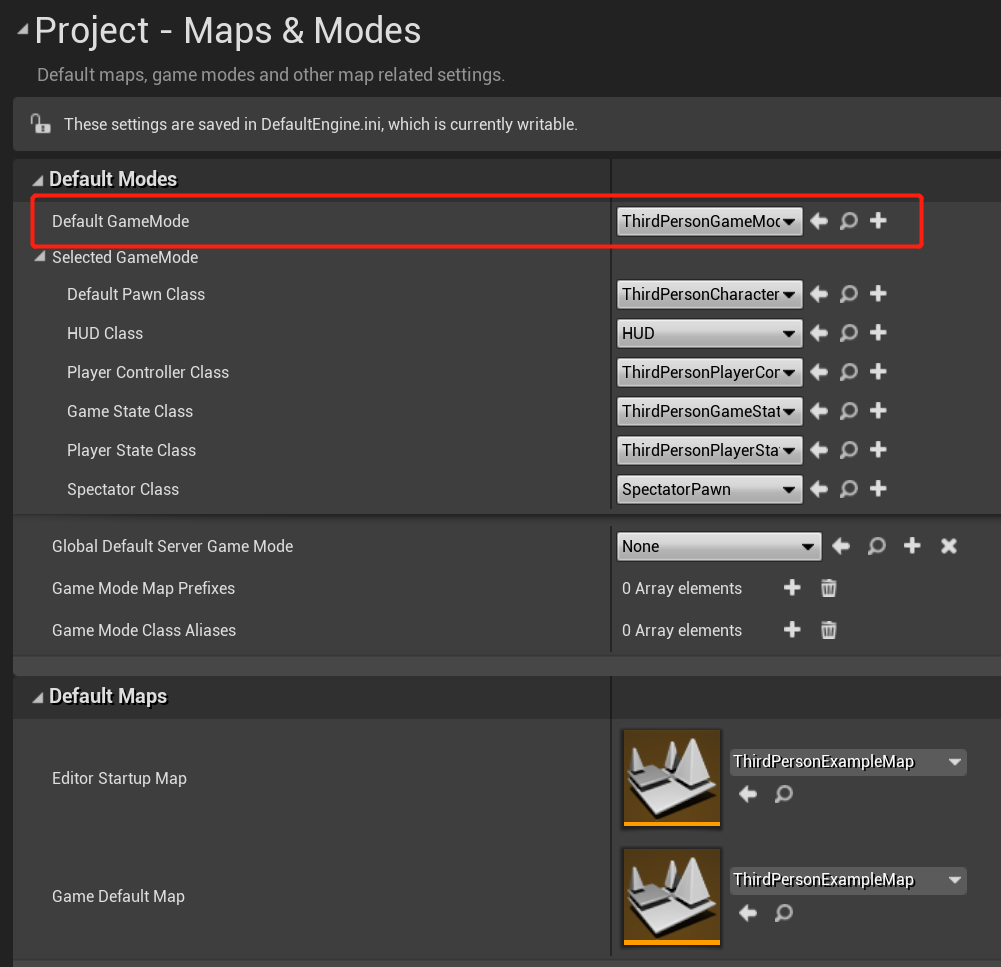 Project - Maps & Modes
Default maps, game modes and other map related settings.
These settings are saved in DefaultEngine.ini, which is currently writable.
Default Modes
Default GameMode ThirdPersonGameMod
Selected GameMode
Default Pawn Class ThirdPersonCharacter
HUD Class HUD
Player Controller Class ThirdPersonPlayerCor
Game State Class ThirdPersonGameStat
Player State Class ThirdPersonPlayerSta
Spectator Class SpectatorPawn
Global Default Server Game Mode None
Game Mode Map Prefixes 0 Array elements
Game Mode Class Aliases 0 Array elements
Default Maps
Editor Startup Map ThirdPersonExampleMap
Game Default Map ThirdPersonExampleMap